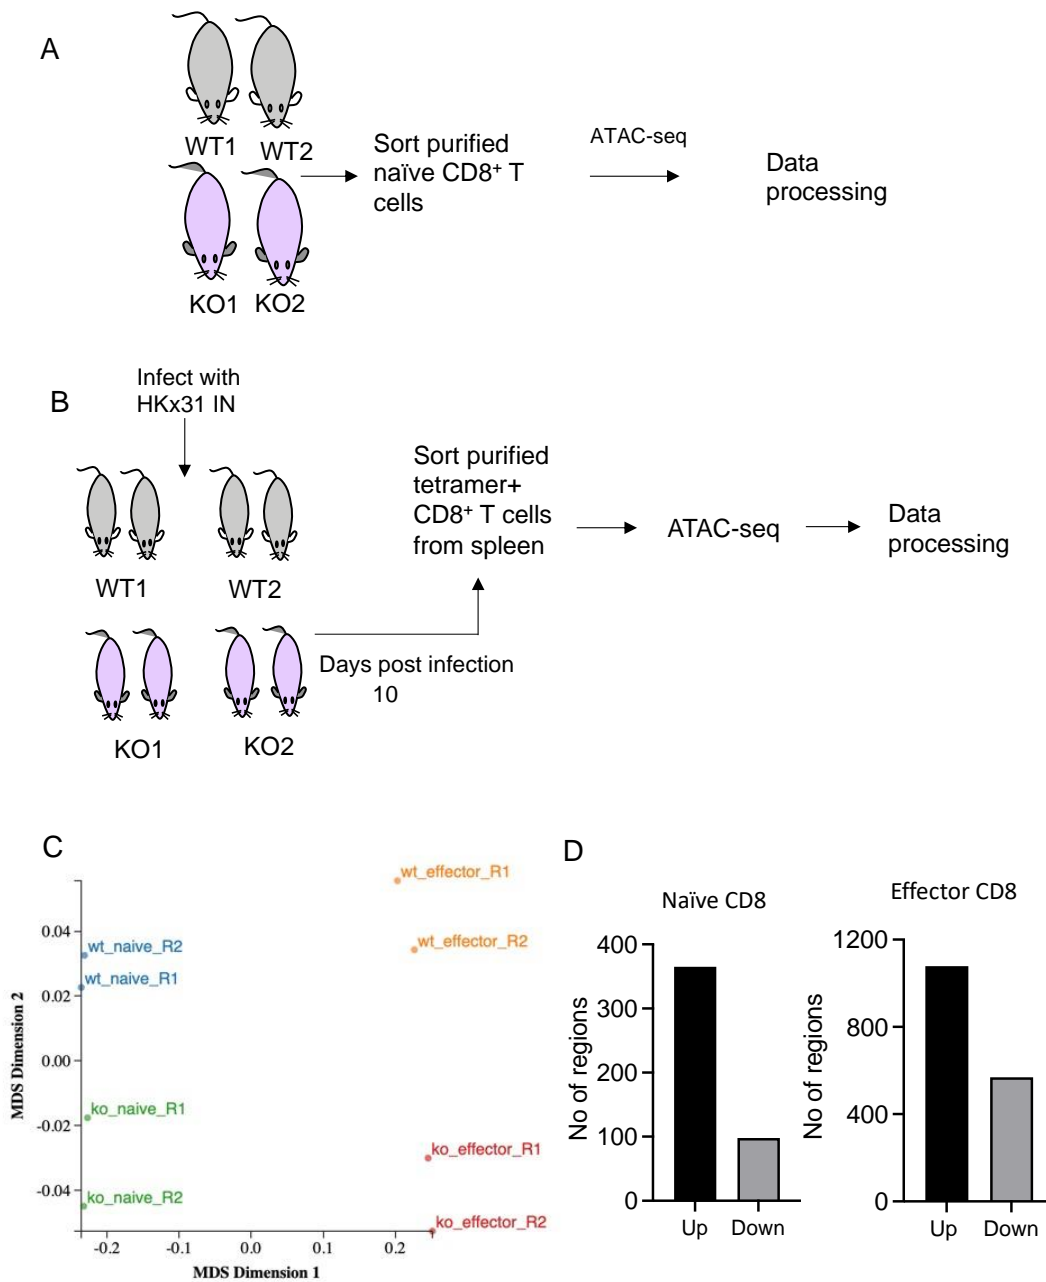 A
WT1
WT2
KO1
KO2
Sort purified
naïve CD8⁺ T
cells
ATAC-seq
Data
processing
B
Infect with
HKx31 IN
WT1
WT2
KO1
KO2
Days post infection
10
Sort purified
tetramer+
CD8⁺ T cells
from spleen
ATAC-seq
Data
processing
C
MDS Dimension 2
0.04
0.02
0.00
-0.02
-0.04
wt_effector_R1
wt_effector_R2
wt_naive_R2
wt_naive_R1
ko_naive_R1
ko_effector_R1
ko_naive_R2
ko_effector_R2
-0.2
-0.1
0.0
0.1
0.2
MDS Dimension 1
D
Naïve CD8
No of regions
400
300
200
100
0
Up
Down
Effector CD8
No of regions
1200
800
400
0
Up
Down